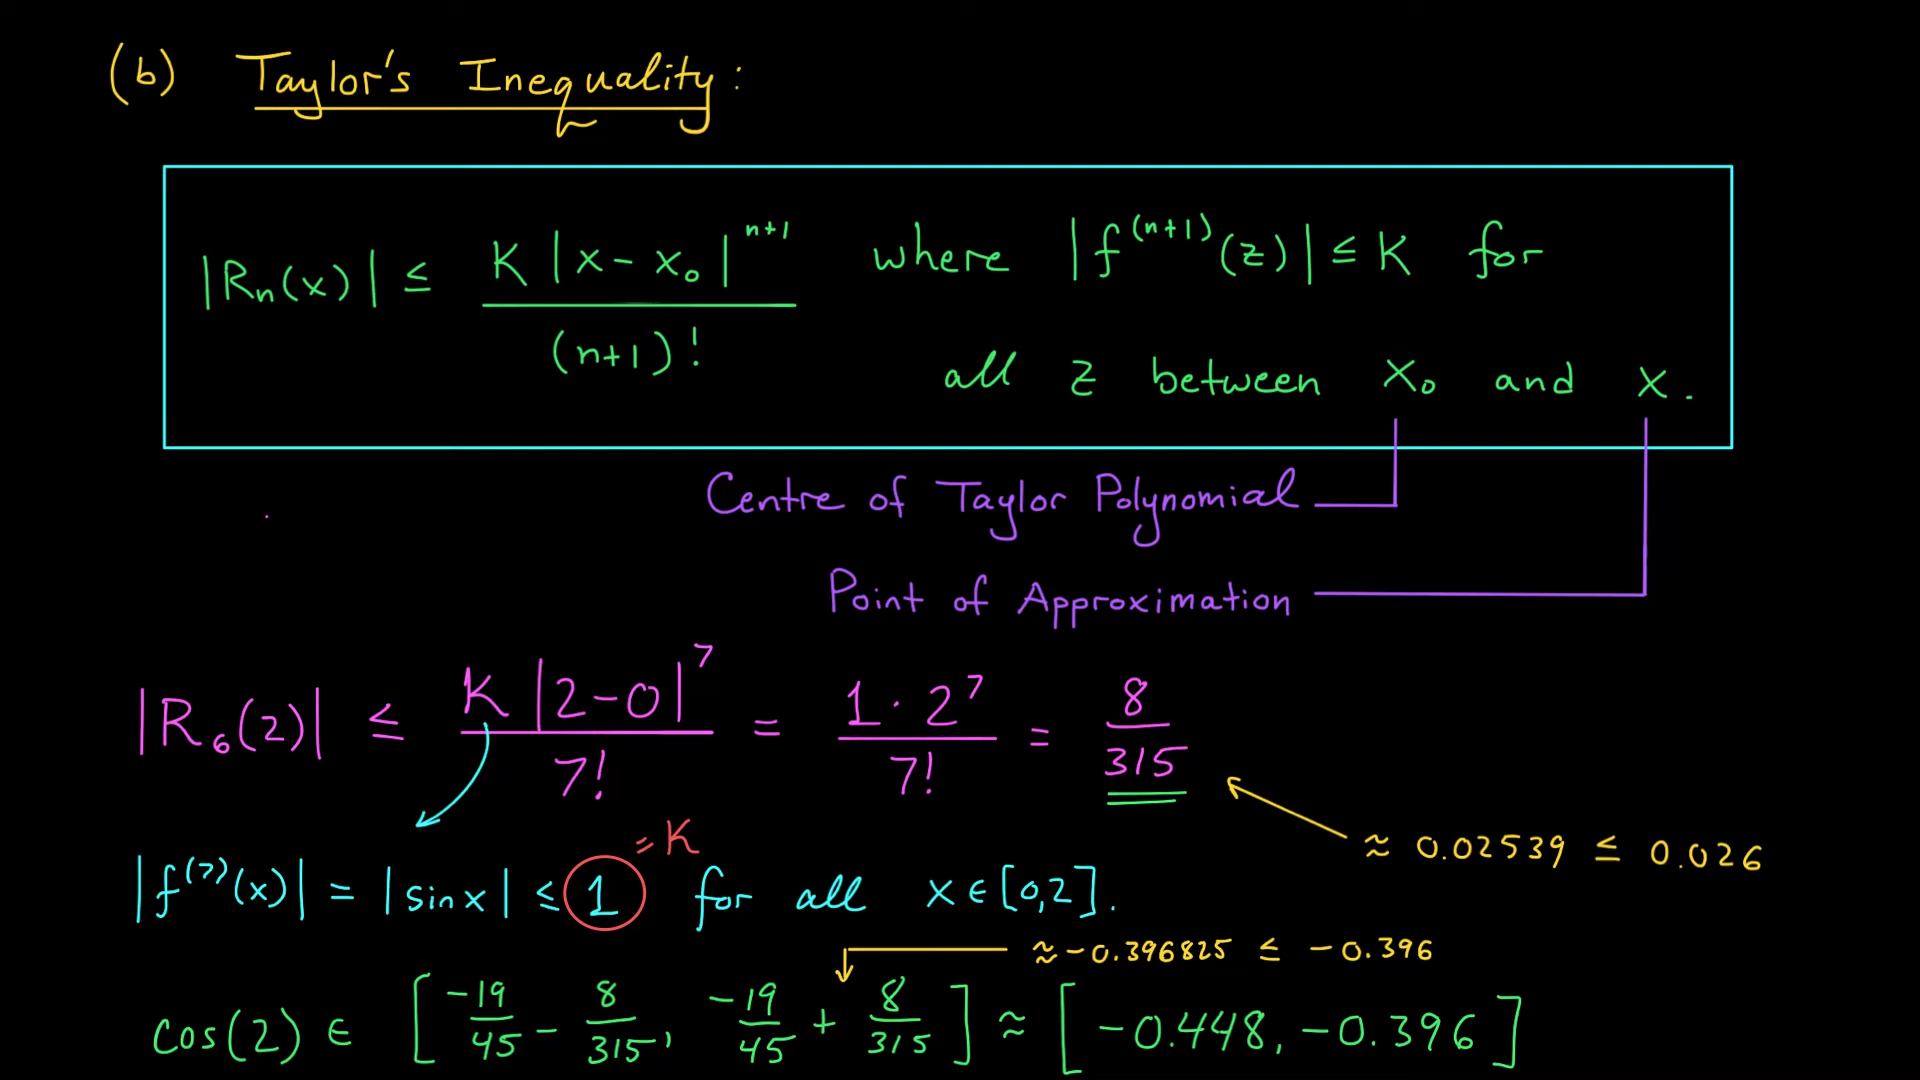 (b) Taylor's Inequality:
|Rₙ(x)| ≤ K|x - x₀|ⁿ⁺¹ / (n+1)! where |f⁽ⁿ⁺¹⁾(z)| ≤ K for
all z between x₀ and x.
Centre of Taylor Polynomial
Point of Approximation
|R₆(2)| ≤ K|2-0|⁷ / 7! = 1·2⁷ / 7! = 8/315
≈ 0.02539 ≤ 0.026
= K
|f⁽⁷⁾(x)| = |sin x| ≤ 1 for all x ∈ [0,2].
≈ -0.396825 ≤ -0.396
cos(2) ∈ [-19/45 - 8/315, -19/45 + 8/315] ≈ [-0.448, -0.396]